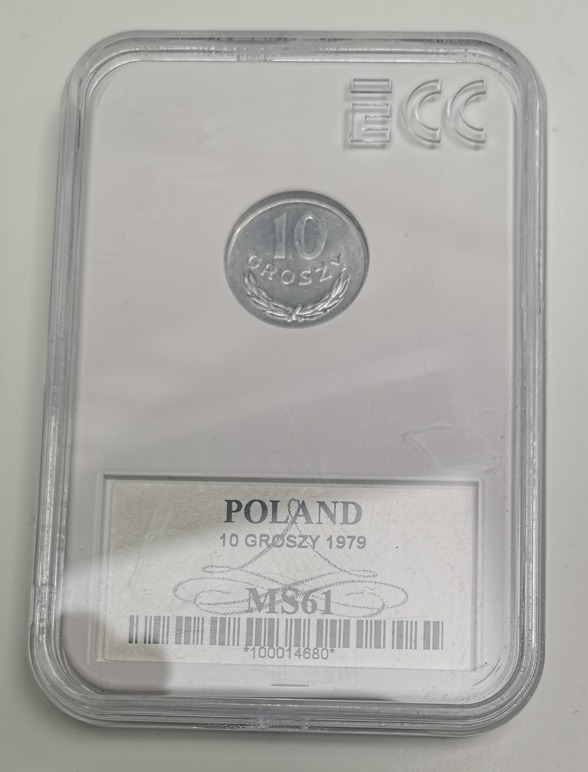 ECC
10
GROSZY
POLAND
10 GROSZY 1979
MS61
*100014680*